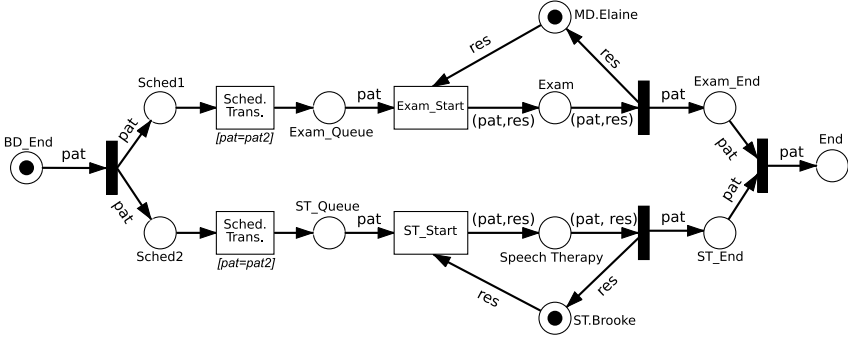 MD.Elaine
res
res
Sched1
Exam
Exam_End
Sched.
Trans.
pat
Exam_Start
pat
pat
(pat,res)
(pat,res)
[pat=pat2]
Exam_Queue
BD_End
pat
pat
End
pat
pat
pat
pat
ST_Queue
Sched.
Trans.
pat
ST_Start
(pat,res)
(pat, res)
pat
Sched2
[pat=pat2]
Speech Therapy
ST_End
res
res
ST.Brooke